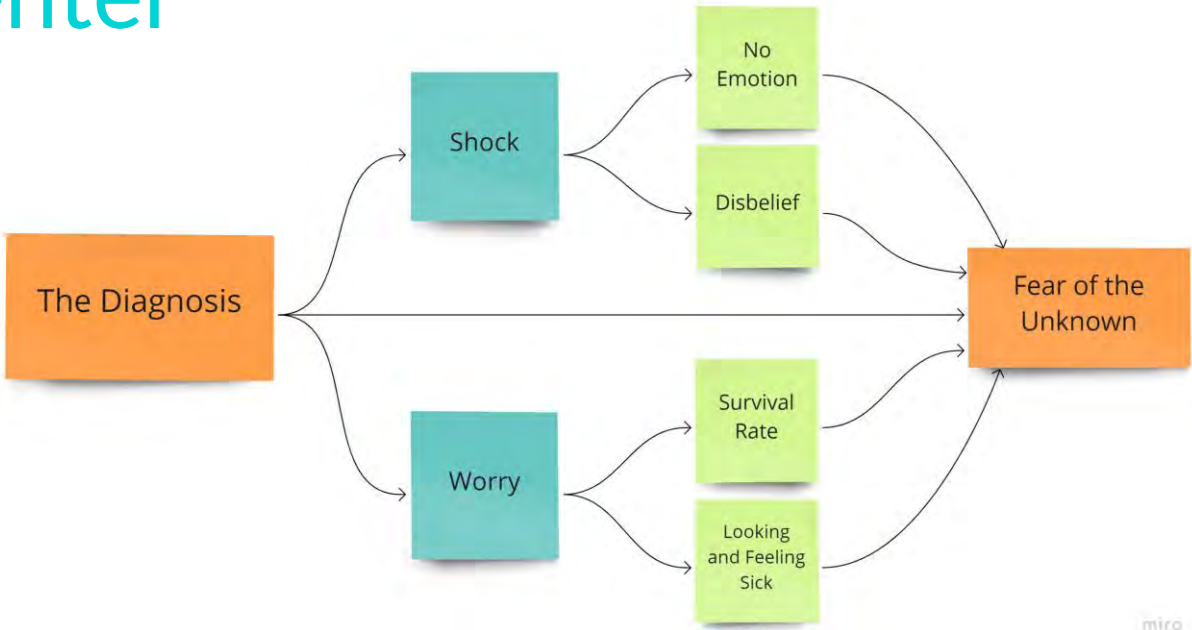 No
Emotion
Shock
Disbelief
The Diagnosis
Fear of the
Unknown
Survival
Rate
Worry
Looking
and Feeling
Sick
miro